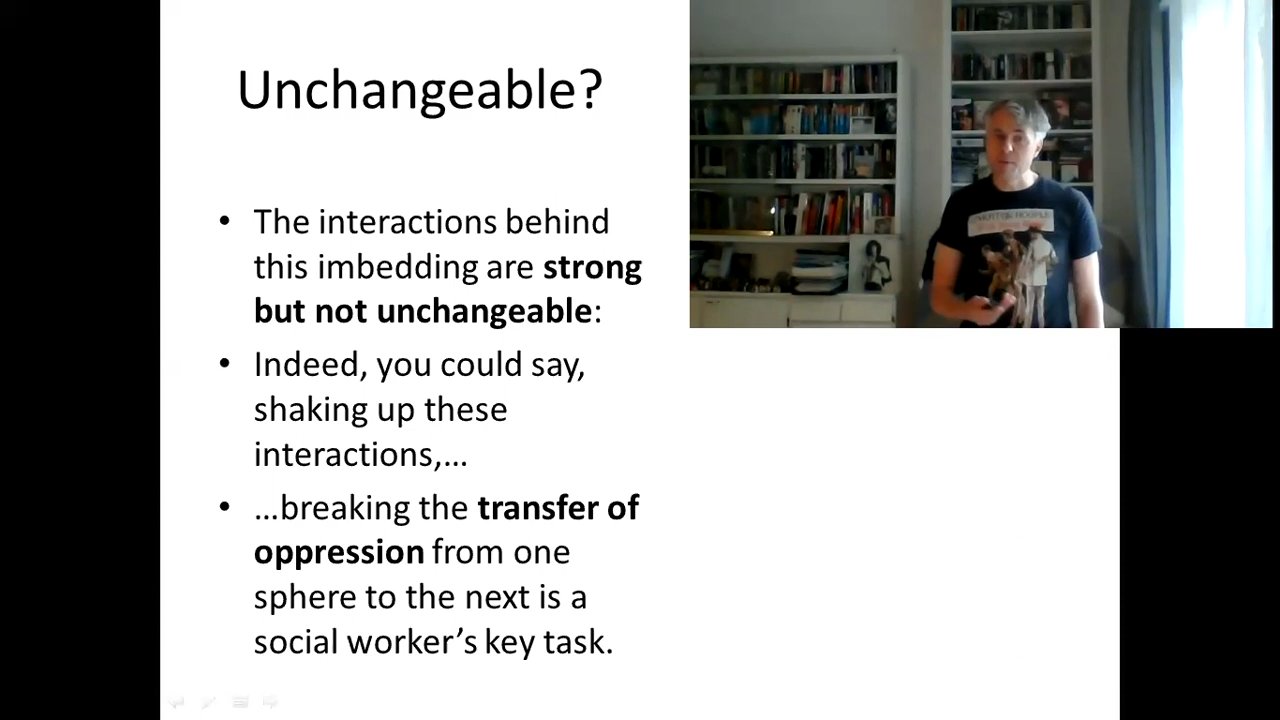 Unchangeable?
• The interactions behind
this imbedding are strong
but not unchangeable:
• Indeed, you could say,
shaking up these
interactions,…
• …breaking the transfer of
oppression from one
sphere to the next is a
social worker’s key task.